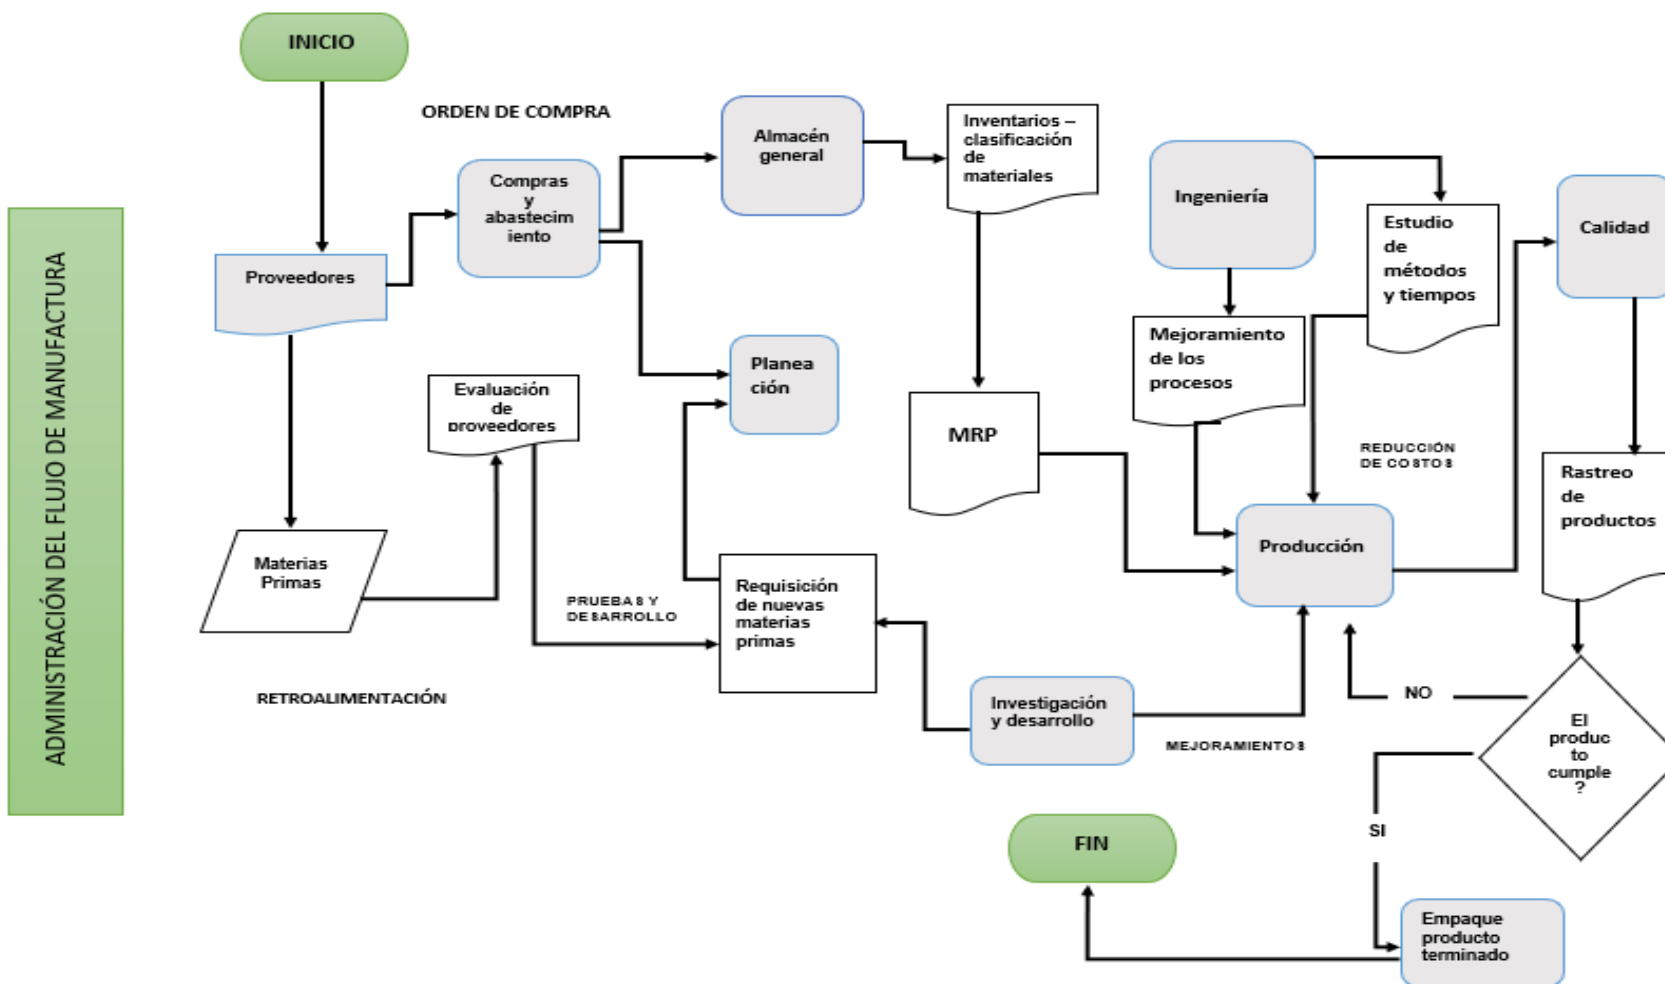 ADMINISTRACIÓN DEL FLUJO DE MANUFACTURA
INICIO
ORDEN DE COMPRA
Proveedores
Compras
y
abastecim
iento
Almacén
general
Inventarios –
clasificación
de
materiales
Ingeniería
Estudio
de
métodos
y tiempos
Calidad
Mejoramiento
de los
procesos
Planea
ción
Evaluación
de
proveedores
MRP
REDUCCIÓN
DE COSTOS
Rastreo
de
productos
Materias
Primas
PRUEBAS Y
DESARROLLO
Requisición
de nuevas
materias
primas
Producción
RETROALIMENTACIÓN
Investigación
y desarrollo
MEJORAMIENTOS
NO
El
produc
to
cumple
?
SI
FIN
Empaque
producto
terminado